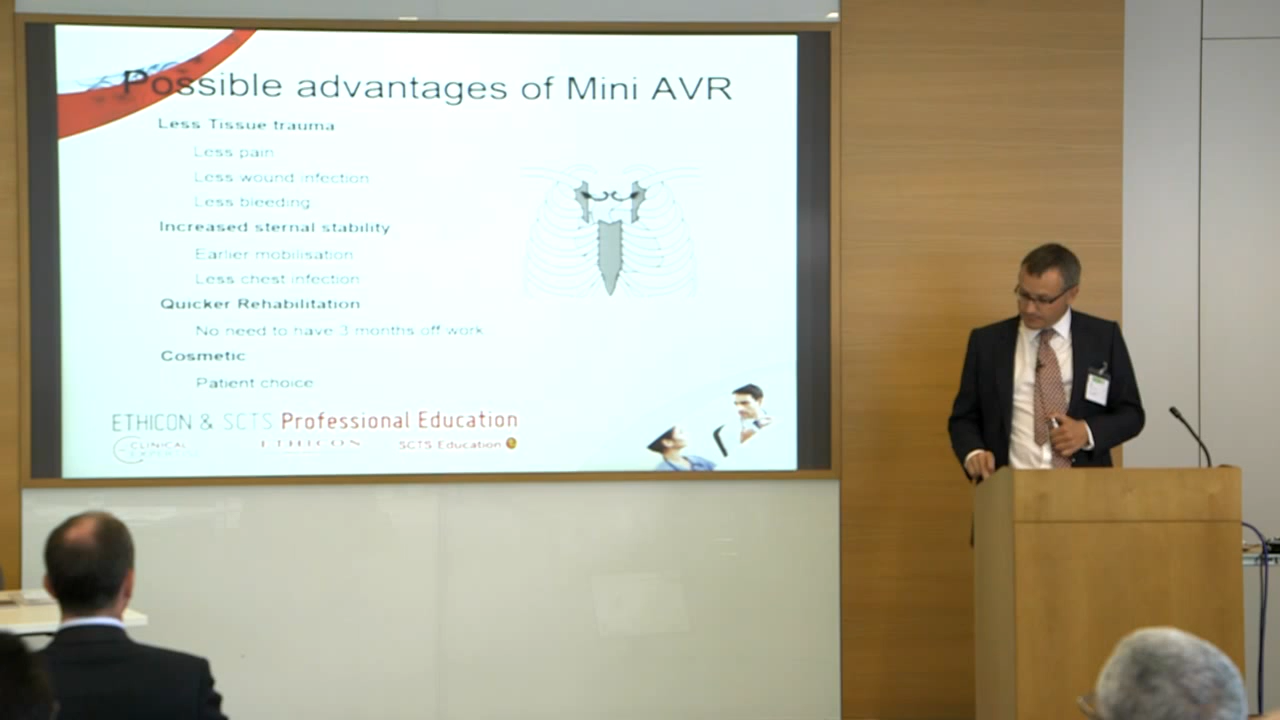 Possible advantages of Mini AVR
Less Tissue trauma
Less pain
Less wound infection
Less bleeding
Increased sternal stability
Earlier mobilisation
Less chest infection
Quicker Rehabilitation
No need to have 3 months off work
Cosmetic
Patient choice
ETHICON & SCTS Professional Education
CLINICAL
ETHICON
SCTS Education